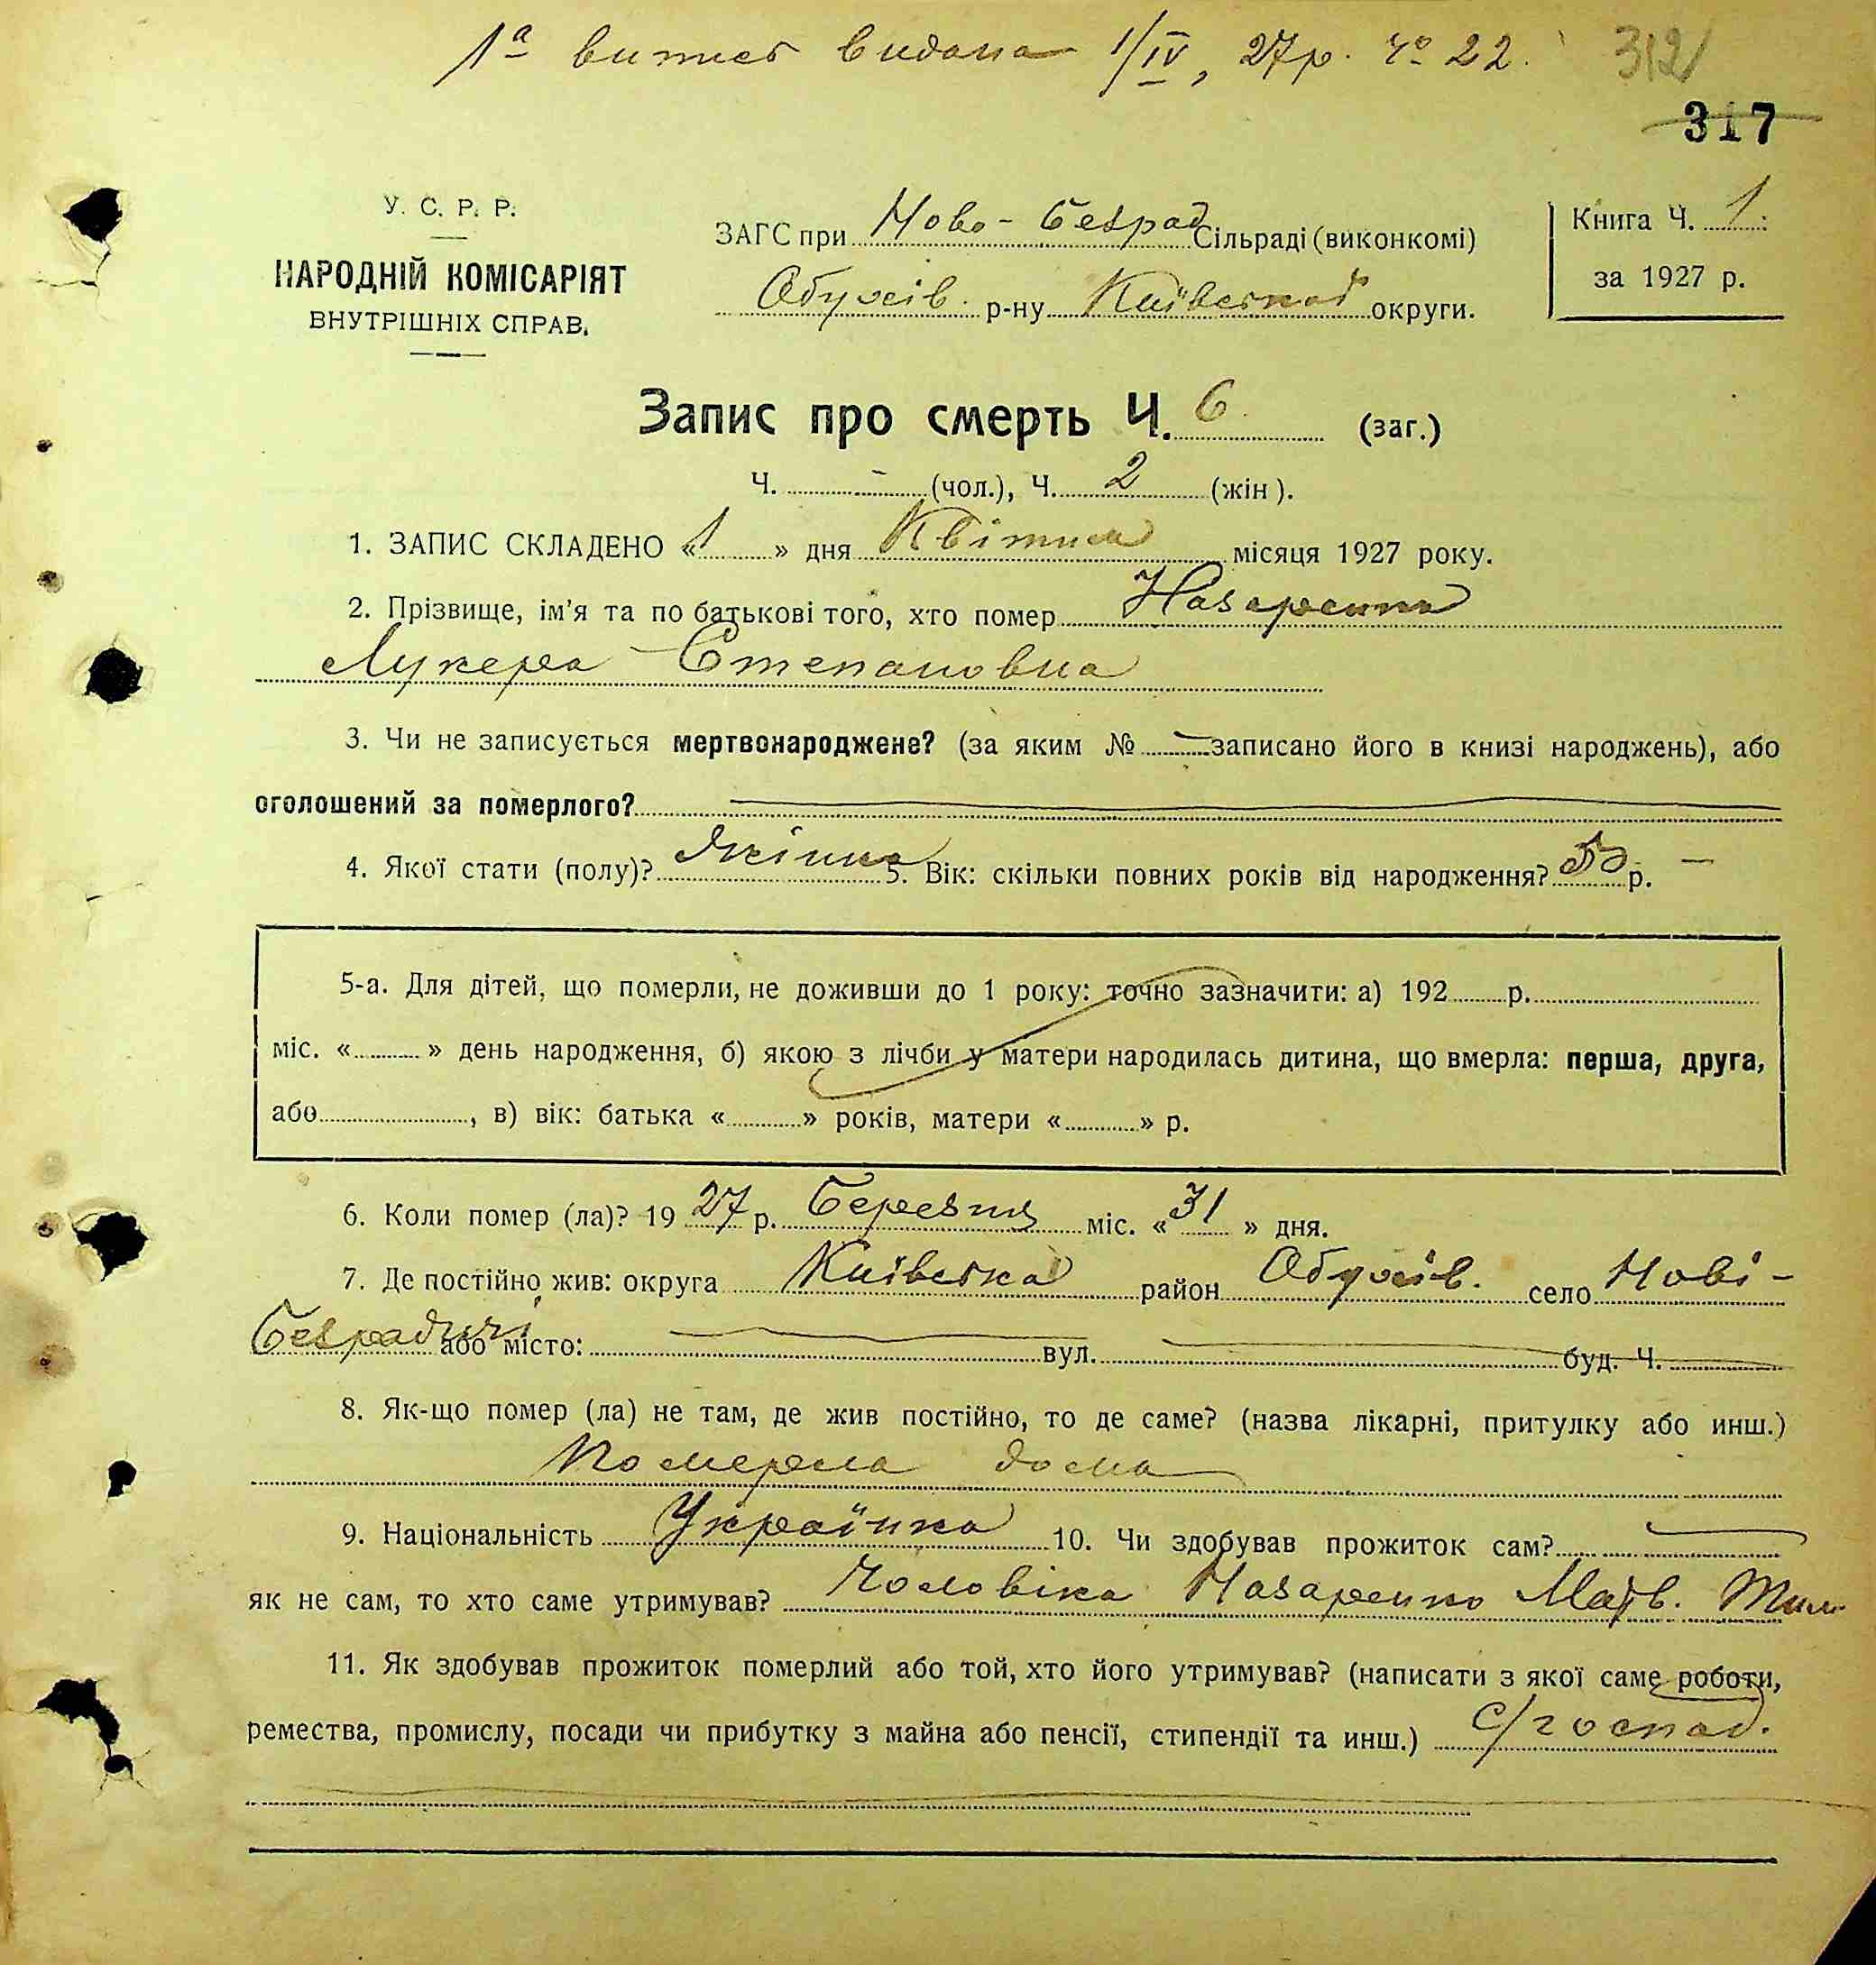 1а випись видана 1/IV, 27р. Ч° 22.
312
317
У. С. Р. Р.
НАРОДНІЙ КОМІСАРІЯТ
ВНУТРІШНІХ СПРАВ.
ЗАГС при Ново-Безрад Сільраді (виконкомі)
Обухів. р-ну Київської округи.
Книга Ч. 1.
за 1927 р.
Запис про смерть Ч. 6 (заг.)
Ч. - (чол.), Ч. 2 (жін).
1. ЗАПИС СКЛАДЕНО «1» дня Квітня місяця 1927 року.
2. Прізвище, ім'я та по батькові того, хто помер Назаренко
Лукера Степановна
3. Чи не записується мертвонароджене? (за яким № — записано його в книзі народжень), або
оголошений за померлого?
4. Якої стати (полу)? Жінка 5. Вік: скільки повних років від народження? 50 р. —
5-а. Для дітей, що померли, не доживши до 1 року: точно зазначити: а) 192 р.
міс. « » день народження, б) якою з лічби у матери народилась дитина, що вмерла: перша, друга,
або , в) вік: батька « » років, матери « » р.
6. Коли помер (ла)? 1927 р. Березня міс. «31» дня.
7. Де постійно жив: округа Київська район Обухів. село Нові-
Безрадичі або місто: вул. буд. Ч.
8. Як-що помер (ла) не там, де жив постійно, то де саме? (назва лікарні, притулку або инш.)
Померла дома
9. Національність Українка 10. Чи здобував прожиток сам? —
як не сам, то хто саме утримував? Чоловіка Назаренко Матв. Тим.
11. Як здобував прожиток померлий або той, хто його утримував? (написати з якої саме роботи,
ремества, промислу, посади чи прибутку з майна або пенсії, стипендії та инш.) с/господ.